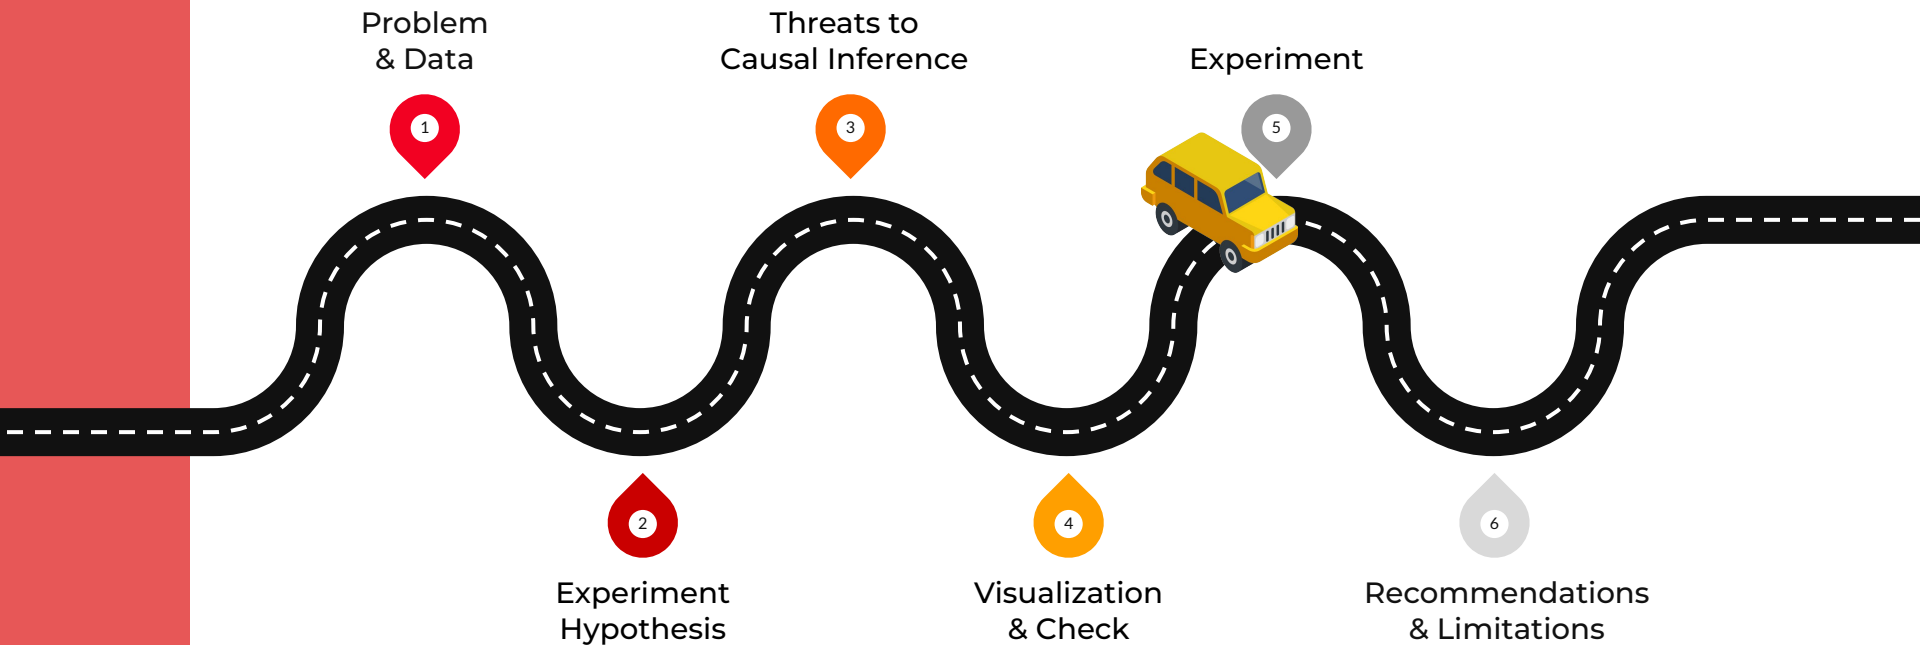 Problem
& Data
1
Experiment
Hypothesis
2
Threats to
Causal Inference
3
Visualization
& Check
4
Experiment
5
Recommendations
& Limitations
6